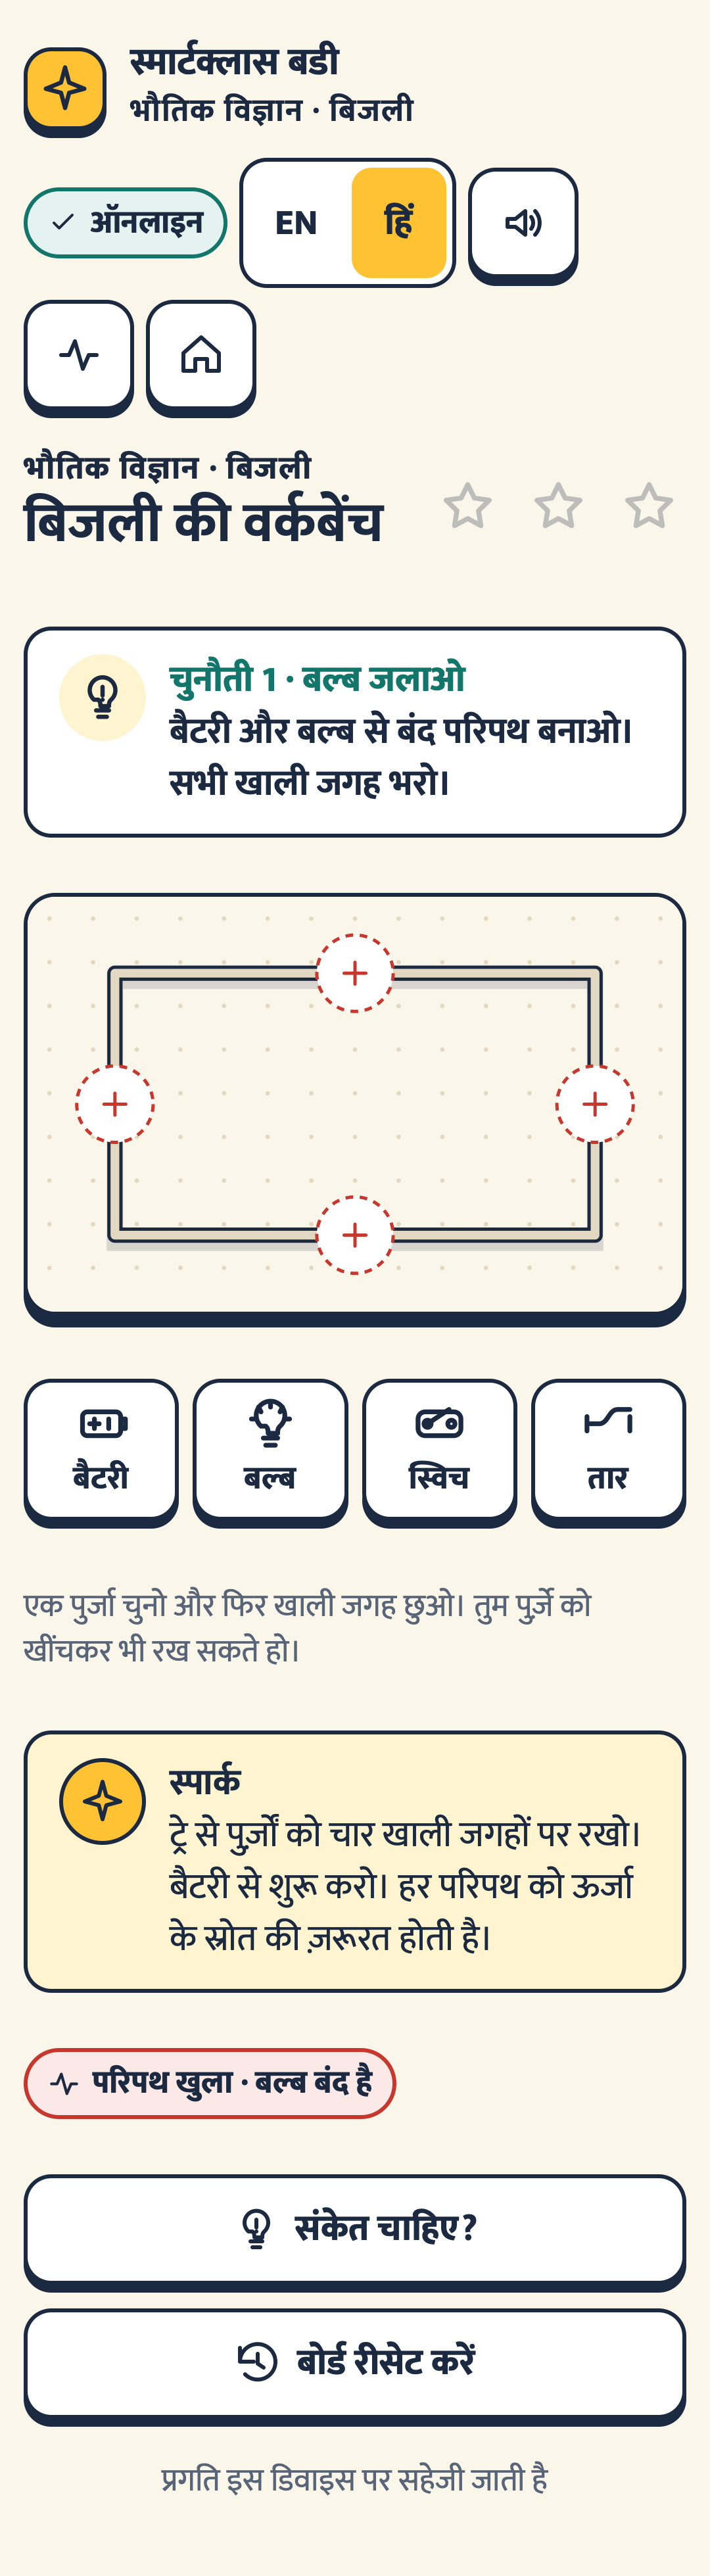 स्मार्टक्लास बडी
भौतिक विज्ञान · बिजली
ऑनलाइन
EN
हिं
भौतिक विज्ञान · बिजली
बिजली की वर्कबेंच
चुनौती 1 · बल्ब जलाओ
बैटरी और बल्ब से बंद परिपथ बनाओ।
सभी खाली जगह भरो।
बैटरी
बल्ब
स्विच
तार
एक पुर्जा चुनो और फिर खाली जगह छुओ। तुम पुर्ज़े को
खींचकर भी रख सकते हो।
स्पार्क
ट्रे से पुर्ज़ों को चार खाली जगहों पर रखो।
बैटरी से शुरू करो। हर परिपथ को ऊर्जा
के स्रोत की ज़रूरत होती है।
परिपथ खुला · बल्ब बंद है
संकेत चाहिए?
बोर्ड रीसेट करें
प्रगति इस डिवाइस पर सहेजी जाती है